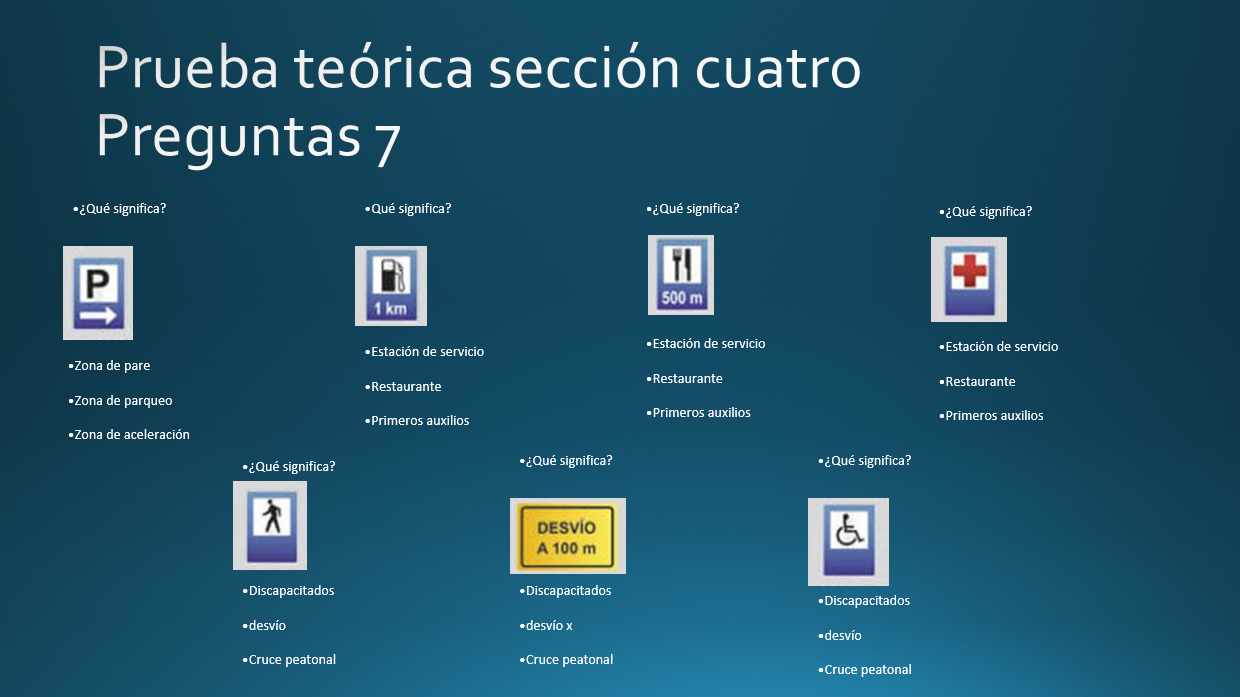 Prueba teórica sección cuatro
Preguntas 7
•¿Qué significa?
P
•Zona de pare
•Zona de parqueo
•Zona de aceleración
•Qué significa?
1 km
•Estación de servicio
•Restaurante
•Primeros auxilios
•¿Qué significa?
500 m
•Estación de servicio
•Restaurante
•Primeros auxilios
•¿Qué significa?
•Estación de servicio
•Restaurante
•Primeros auxilios
•¿Qué significa?
•Discapacitados
•desvío
•Cruce peatonal
•¿Qué significa?
DESVÍO
A 100 m
•Discapacitados
•desvío x
•Cruce peatonal
•¿Qué significa?
•Discapacitados
•desvío
•Cruce peatonal